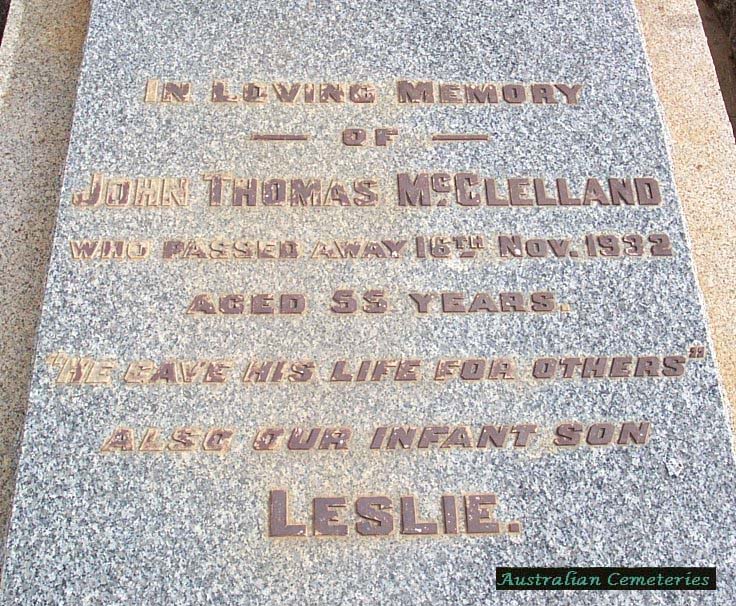 IN LOVING MEMORY
— OF —
JOHN THOMAS McCLELLAND
WHO PASSED AWAY 16TH NOV. 1932
AGED 55 YEARS.
"HE GAVE HIS LIFE FOR OTHERS"
ALSO OUR INFANT SON
LESLIE.
Australian Cemeteries